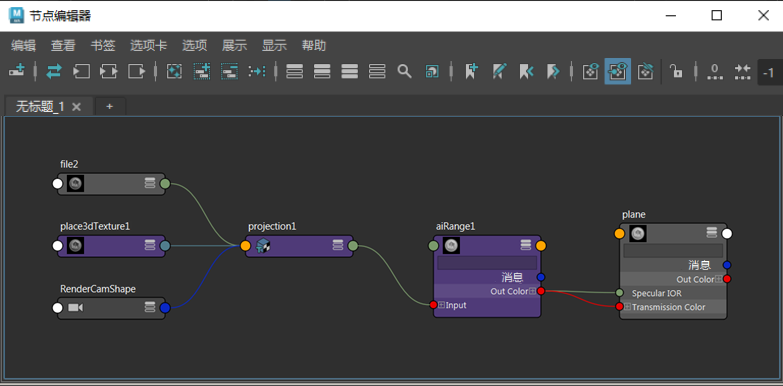 节点编辑器
编辑 查看 书签 选项卡 选项 展示 显示 帮助
0
-1
无标题_1 +
file2
place3dTexture1
RenderCamShape
projection1
aiRange1
消息
Out Color
Input
plane
消息
Out Color
Specular IOR
Transmission Color